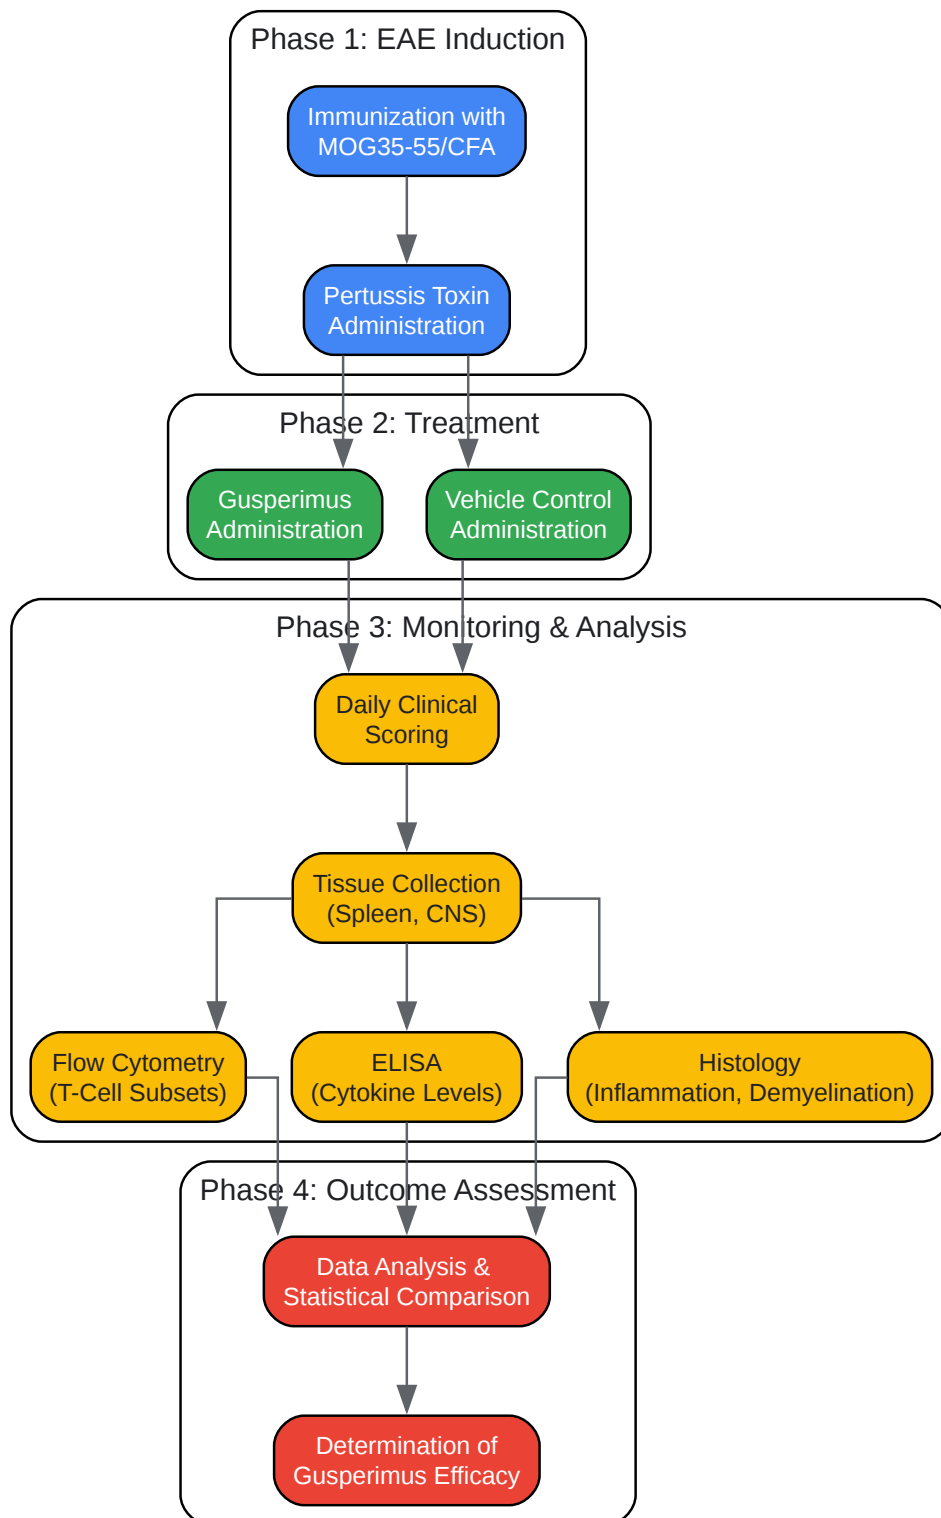 Phase 1: EAE Induction
Immunization with
MOG35-55/CFA
Pertussis Toxin
Administration
Phase 2: Treatment
Gusperimus
Administration
Vehicle Control
Administration
Phase 3: Monitoring & Analysis
Daily Clinical
Scoring
Tissue Collection
(Spleen, CNS)
Flow Cytometry
(T-Cell Subsets)
ELISA
(Cytokine Levels)
Histology
(Inflammation, Demyelination)
Phase 4: Outcome Assessment
Data Analysis &
Statistical Comparison
Determination of
Gusperimus Efficacy